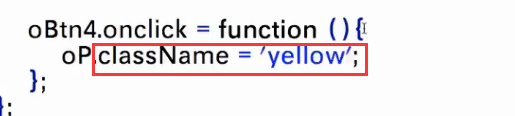 oBtn4.onclick = function (){
oP.className = 'yellow';
};
};